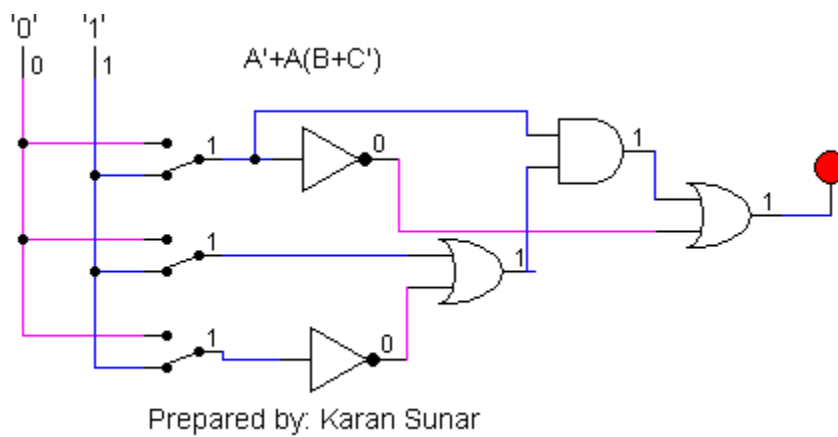 '0' '1'
0 1
A'+A(B+C')
1 0 1
1
1 1
1 0
Prepared by: Karan Sunar